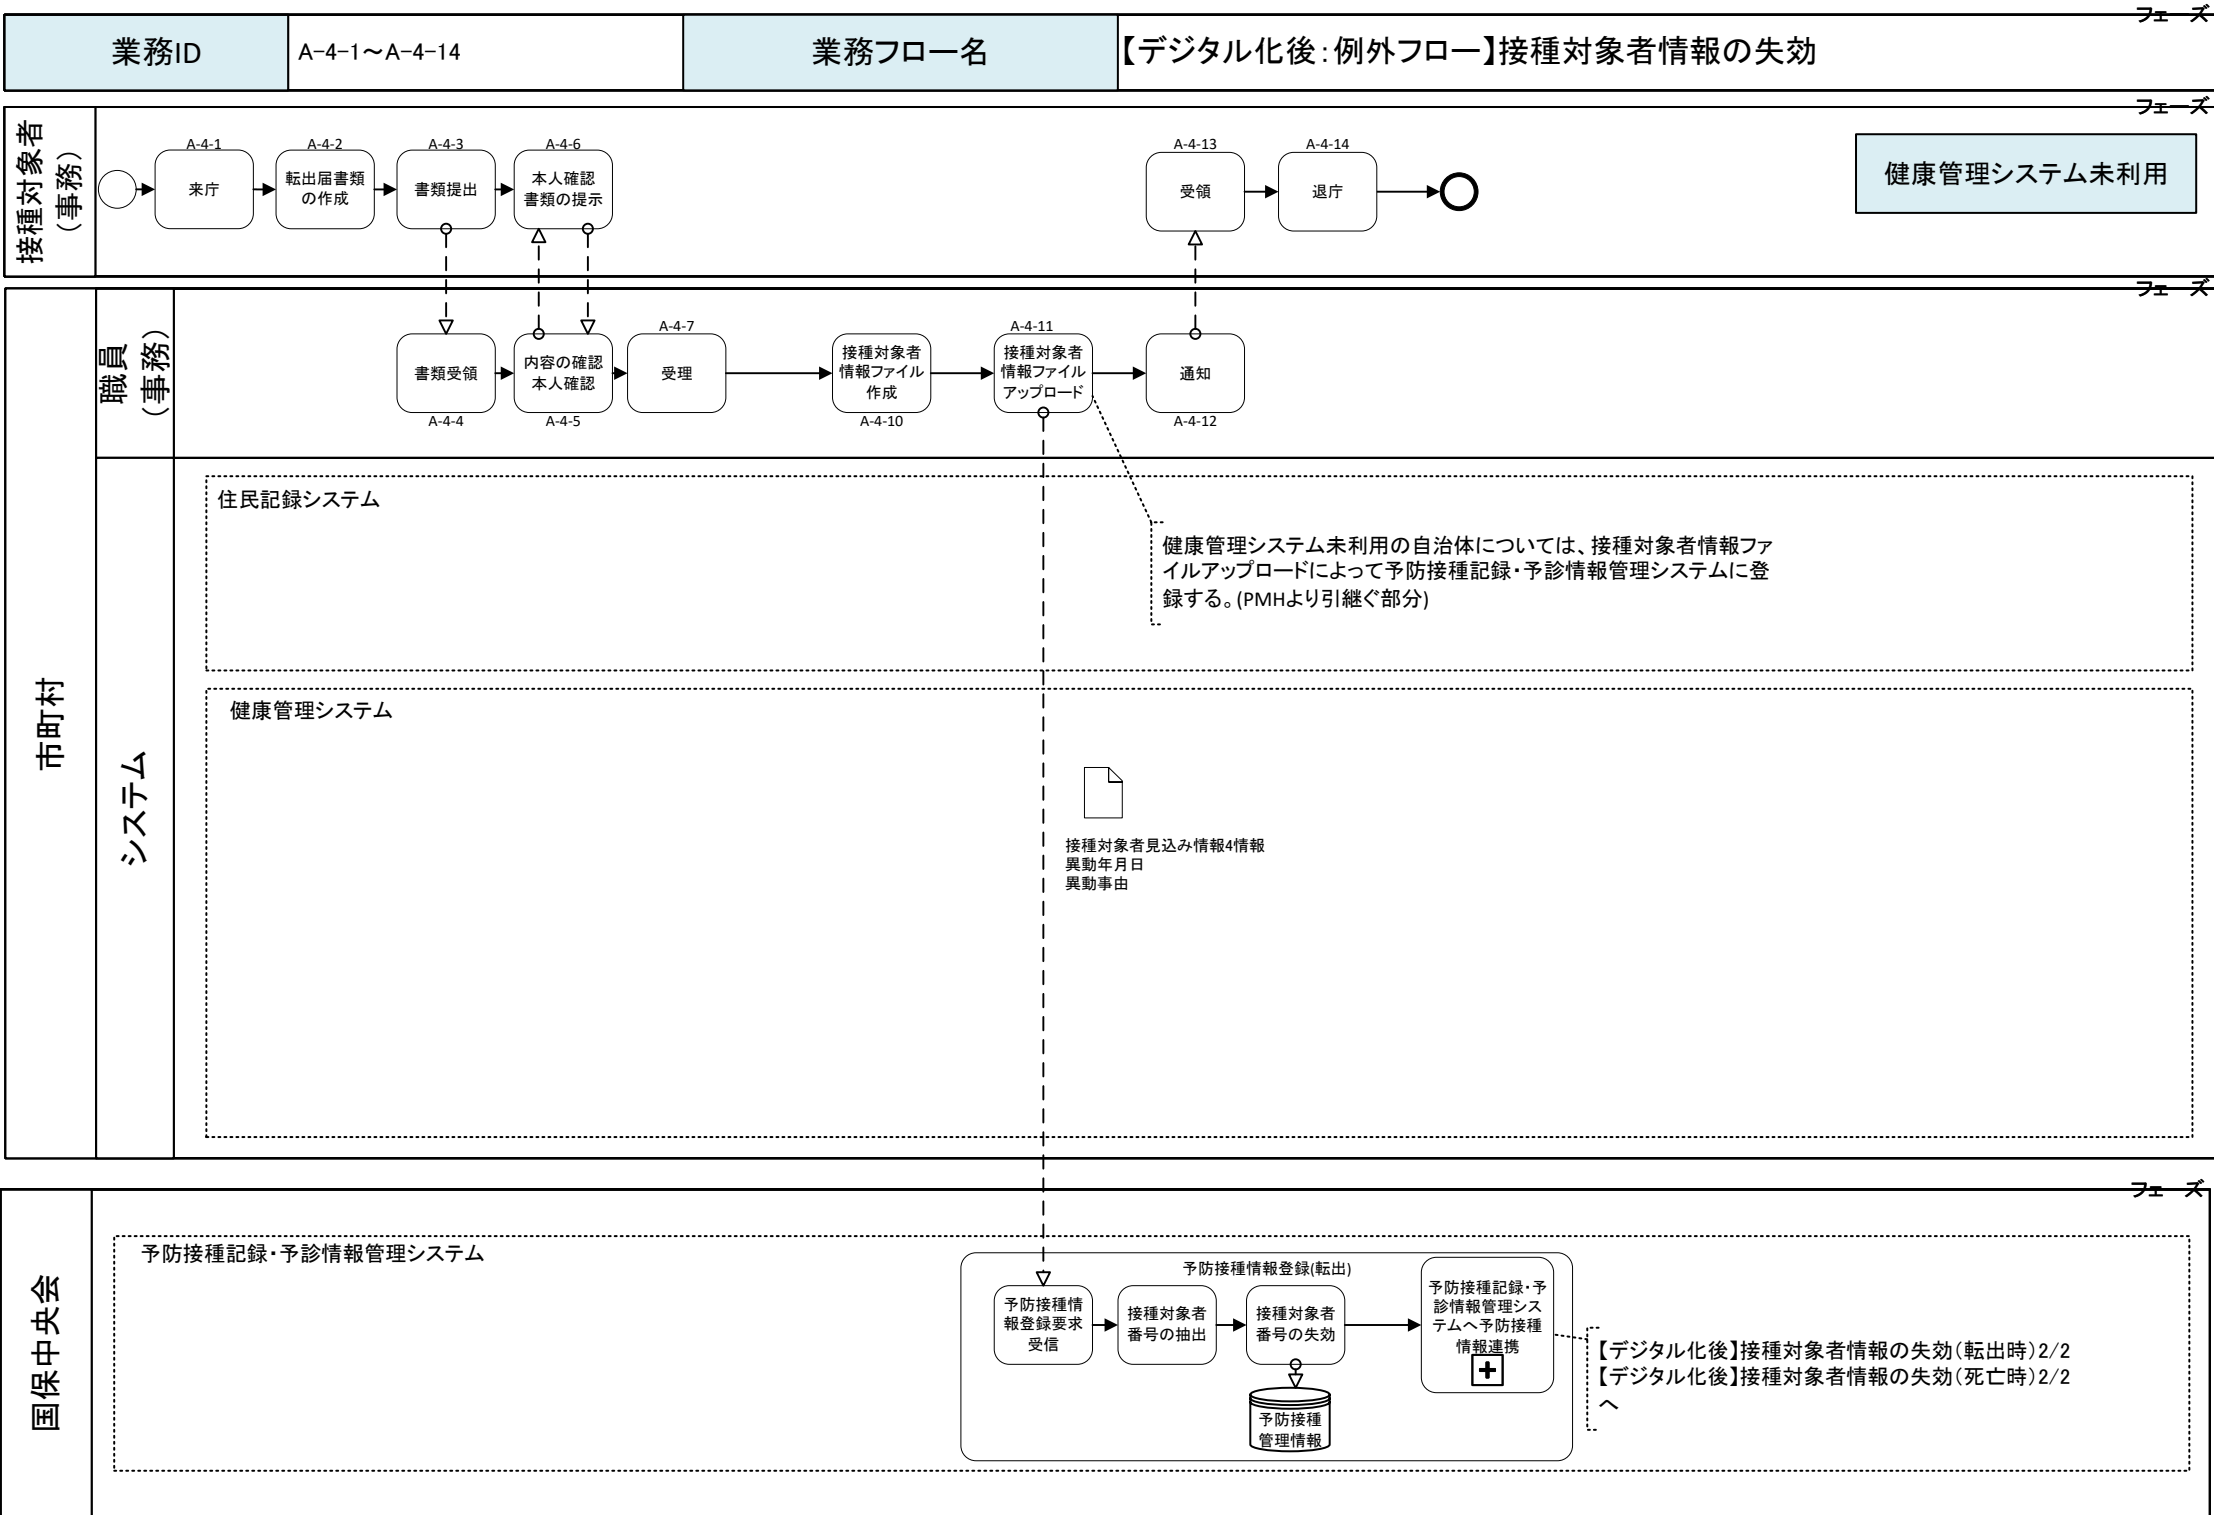 フェーズ
業務ID
A-4-1～A-4-14
業務フロー名
【デジタル化後：例外フロー】接種対象者情報の失効
フェーズ
接種対象者
（事務）
A-4-1
来庁
A-4-2
転出届書類
の作成
A-4-3
書類提出
A-4-6
本人確認
書類の提示
A-4-13
受領
A-4-14
退庁
健康管理システム未利用
フェーズ
市町村
職員
（事務）
書類受領
A-4-4
内容の確認
本人確認
A-4-5
A-4-7
受理
接種対象者
情報ファイル
作成
A-4-10
A-4-11
接種対象者
情報ファイル
アップロード
通知
A-4-12
システム
住民記録システム
健康管理システム未利用の自治体については、接種対象者情報ファ
イルアップロードによって予防接種記録・予診情報管理システムに登
録する。(PMHより引継ぐ部分)
健康管理システム
接種対象者見込み情報4情報
異動年月日
異動事由
フェーズ
国保中央会
予防接種記録・予診情報管理システム
予防接種情報登録(転出)
予防接種情
報登録要求
受信
接種対象者
番号の抽出
接種対象者
番号の失効
予防接種
管理情報
予防接種記録・予
診情報管理シス
テムへ予防接種
情報連携
【デジタル化後】接種対象者情報の失効（転出時）2/2
【デジタル化後】接種対象者情報の失効（死亡時）2/2
へ